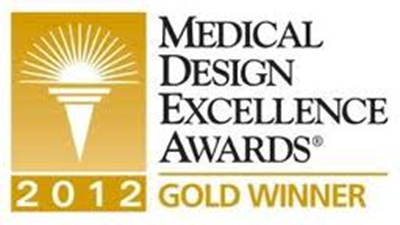 MEDICAL
DESIGN
EXCELLENCE
AWARDS®
2012 GOLD WINNER